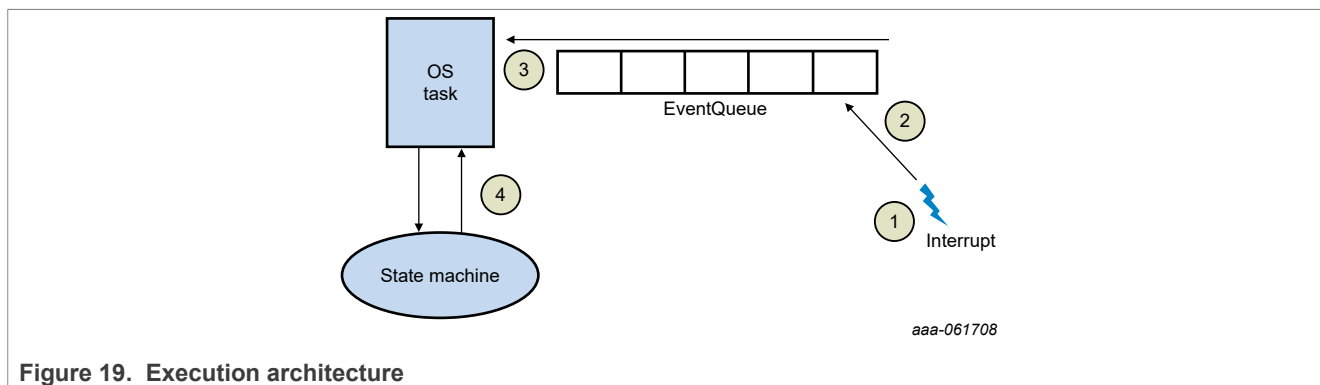 OS
task
3
EventQueue
2
4
1
Interrupt
State machine
aaa-061708
Figure 19. Execution architecture